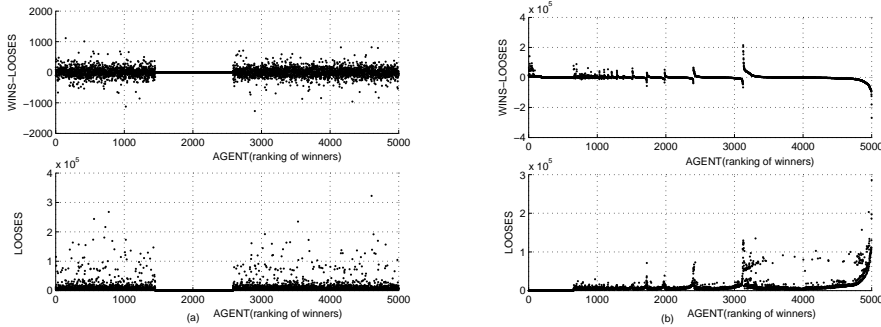 2000
1000
0
−1000
−2000
WINS−LOOSES
0 1000 2000 3000 4000 5000
AGENT(ranking of winners)
x 10^5
4
3
2
1
0
LOOSES
0 1000 2000 3000 4000 5000
AGENT(ranking of winners)
(a)
x 10^5
4
2
0
−2
−4
WINS−LOOSES
0 1000 2000 3000 4000 5000
AGENT(ranking of winners)
x 10^5
3
2
1
0
LOOSES
0 1000 2000 3000 4000 5000
AGENT(ranking of winners)
(b)